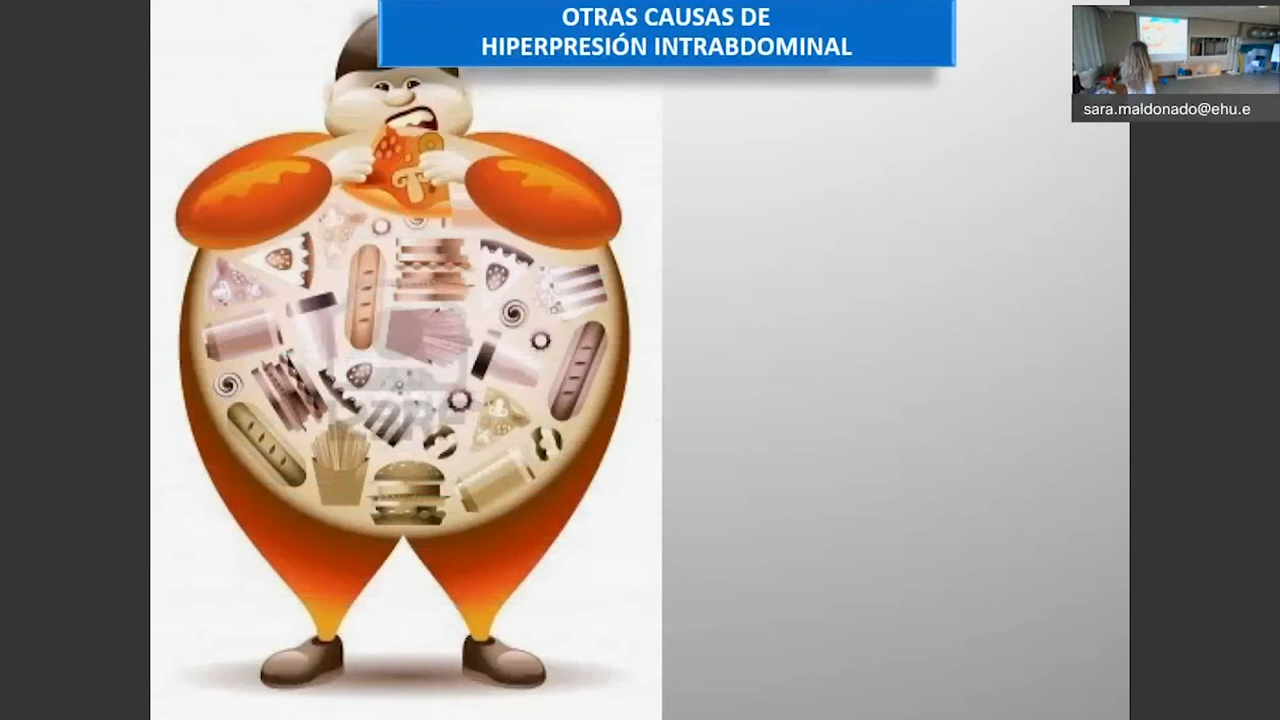 OTRAS CAUSAS DE
HIPERPRESIÓN INTRABDOMINAL
sara.maldonado@ehu.e